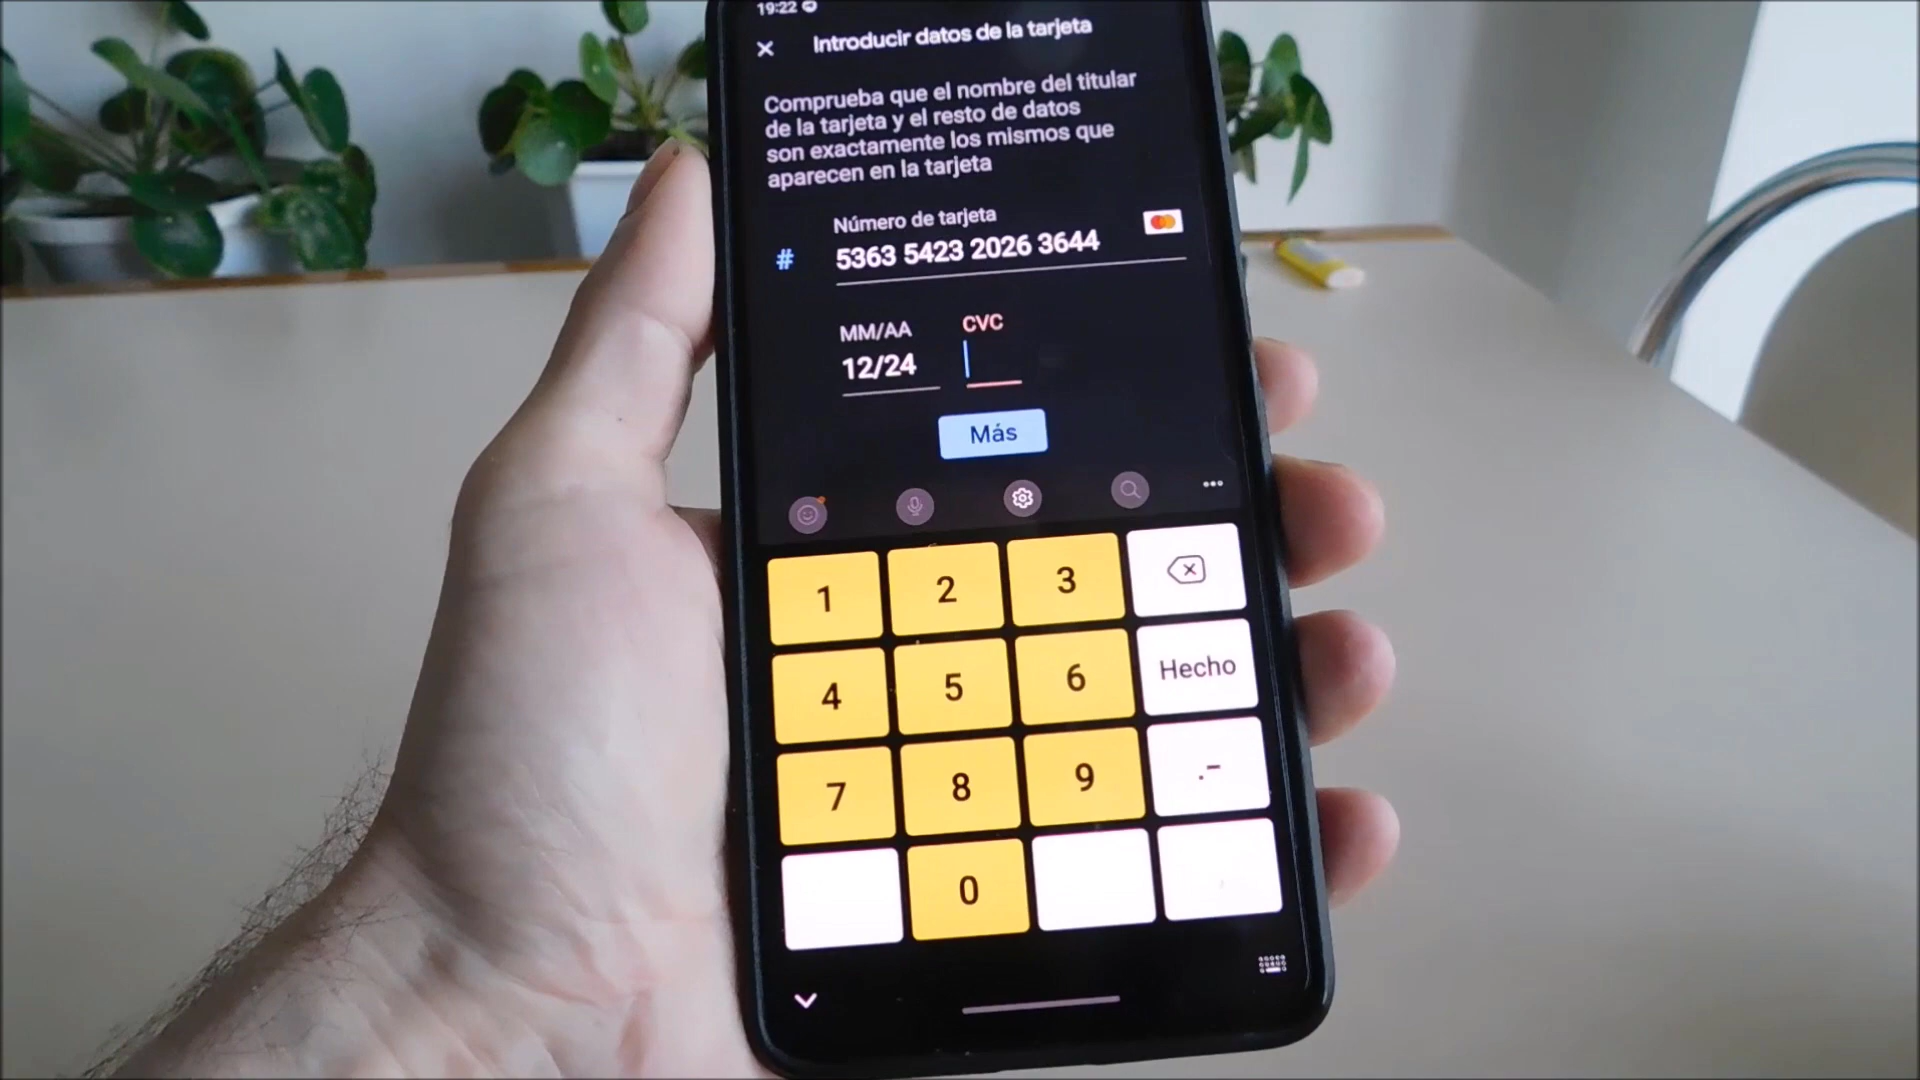 19:22
Introducir datos de la tarjeta
Comprueba que el nombre del titular
de la tarjeta y el resto de datos
son exactamente los mismos que
aparecen en la tarjeta
Número de tarjeta
# 5363 5423 2026 3644
MM/AA CVC
12/24
Más
1 2 3
4 5 6 Hecho
7 8 9 .-
0